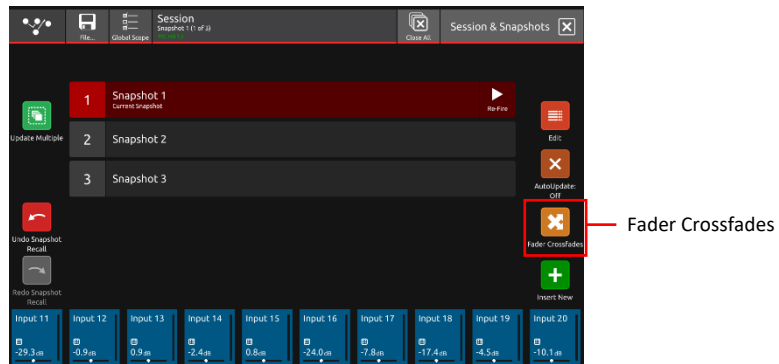 Session
Snapshot 1 (1 of 3)
File...
Global Scope
Close All
Session & Snapshots
1
Snapshot 1
Current Snapshot
Re-Fire
Update Multiple
Edit
2
Snapshot 2
3
Snapshot 3
AutoUpdate:
Off
Fader Crossfades
Fader Crossfades
Undo Snapshot
Recall
Redo Snapshot
Recall
Insert New
Input 11
Input 12
Input 13
Input 14
Input 15
Input 16
Input 17
Input 18
Input 19
Input 20
-29.3dB
-0.9dB
0.9dB
-2.4dB
0.8dB
-24.0dB
-7.8dB
-17.4dB
-4.5dB
-10.1dB